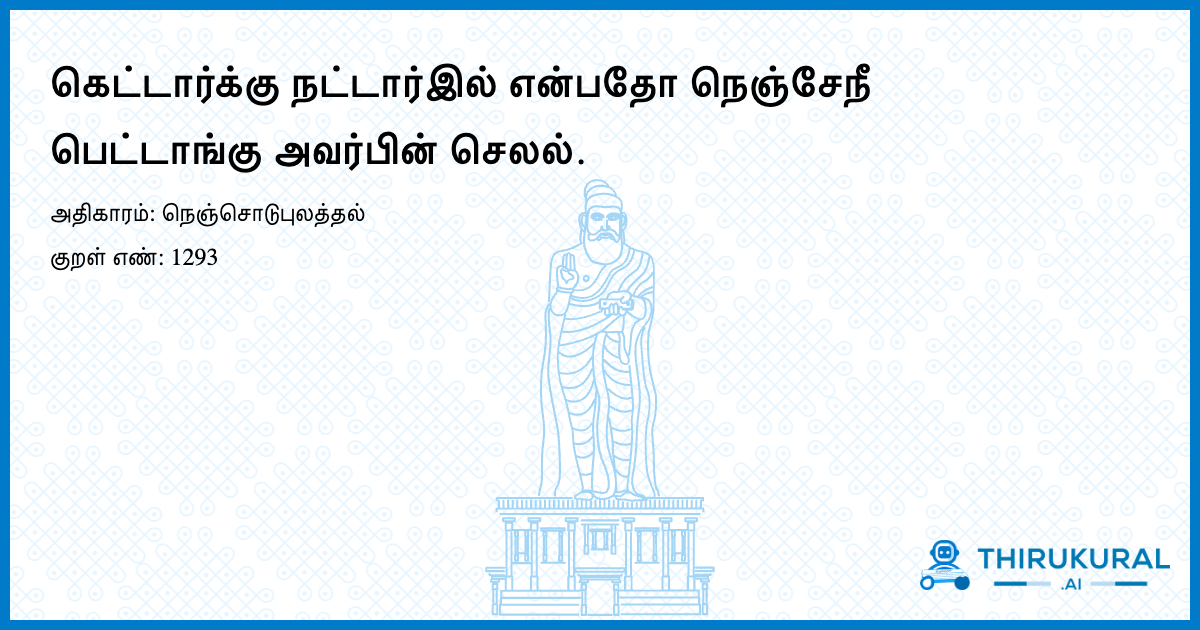 கெட்டார்க்கு நட்டார்இல் என்பதோ நெஞ்சேநீ
பெட்டாங்கு அவர்பின் செலல்.
அதிகாரம்: நெஞ்சொடுபுலத்தல்
குறள் எண்: 1293
THIRUKURAL
.AI